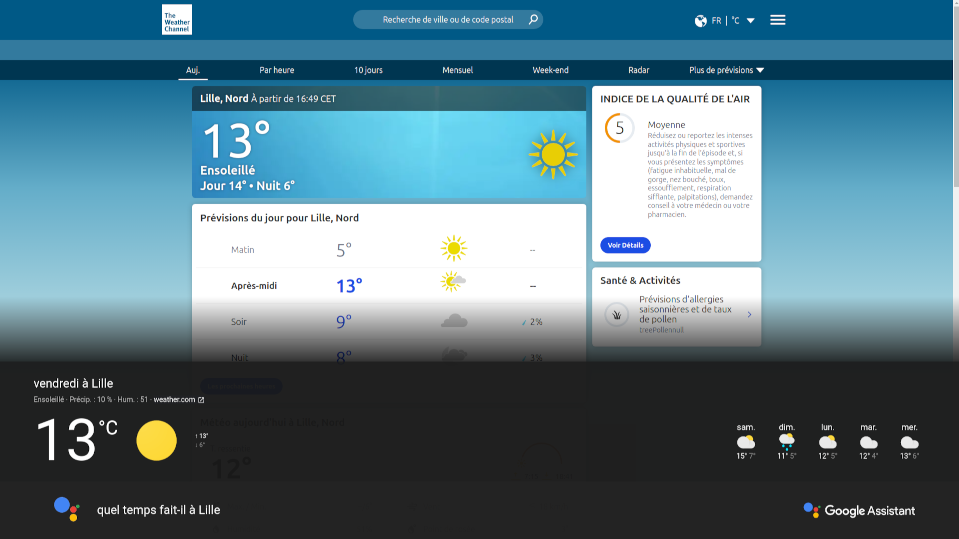 The
Weather
Channel
Recherche de ville ou de code postal
FR | °C
Auj.
Par heure
10 jours
Mensuel
Week-end
Radar
Plus de prévisions
Lille, Nord À partir de 16:49 CET
13°
Ensoleillé
Jour 14° • Nuit 6°
INDICE DE LA QUALITÉ DE L'AIR
5
Moyenne
Réduisez ou reportez les intenses
activités physiques et sportives
jusqu'à la fin de l'épisode et, si
vous présentez les symptômes
(fatigue inhabituelle, mal de
gorge, nez bouché, toux,
essoufflement, respiration
sifflante, palpitations), demandez
conseil à votre médecin ou votre
pharmacien.
Voir Détails
Prévisions du jour pour Lille, Nord
Matin 5° --
Après-midi 13° --
Soir 9° 2%
Nuit 8° 3%
Santé & Activités
Prévisions d'allergies
saisonnières et de taux
de pollen
treePollennull
vendredi à Lille
Ensoleillé · Précip. : 10 % · Hum. : 51 · weather.com
13°C
↑ 13°
↓ 6°
12°
sam. dim. lun. mar. mer.
15° 7° 11° 5° 12° 5° 12° 4° 13° 6°
quel temps fait-il à Lille
Google Assistant